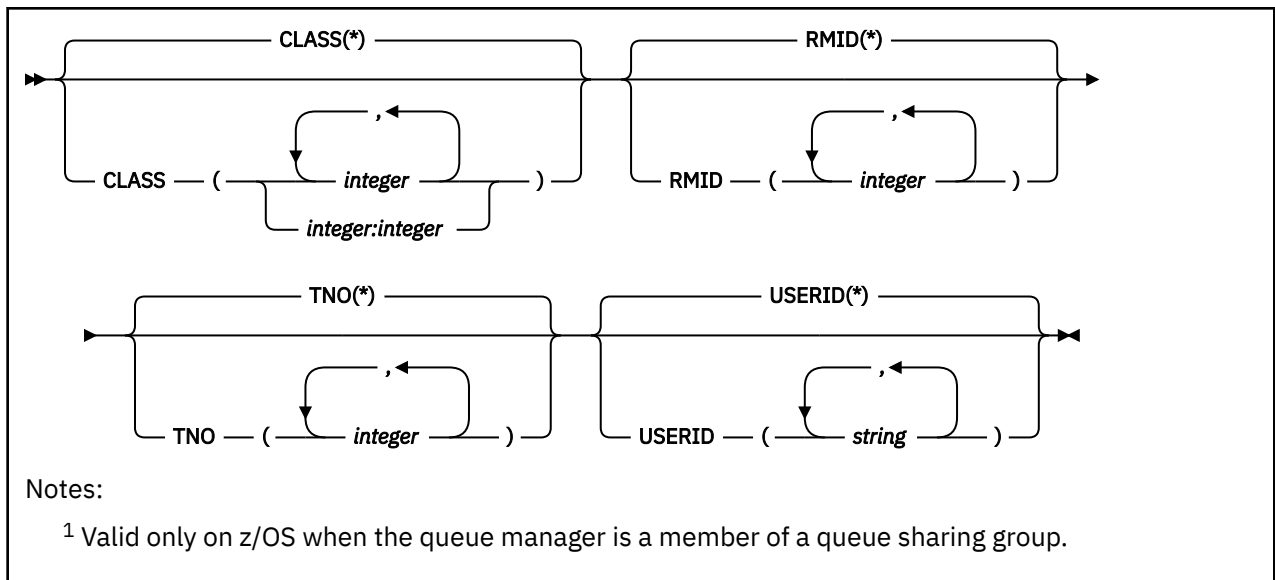 CLASS(*) RMID(*)
, ,
CLASS ( integer ) RMID ( integer )
integer:integer
TNO(*) USERID(*)
, ,
TNO ( integer ) USERID ( string )
Notes:
1 Valid only on z/OS when the queue manager is a member of a queue sharing group.